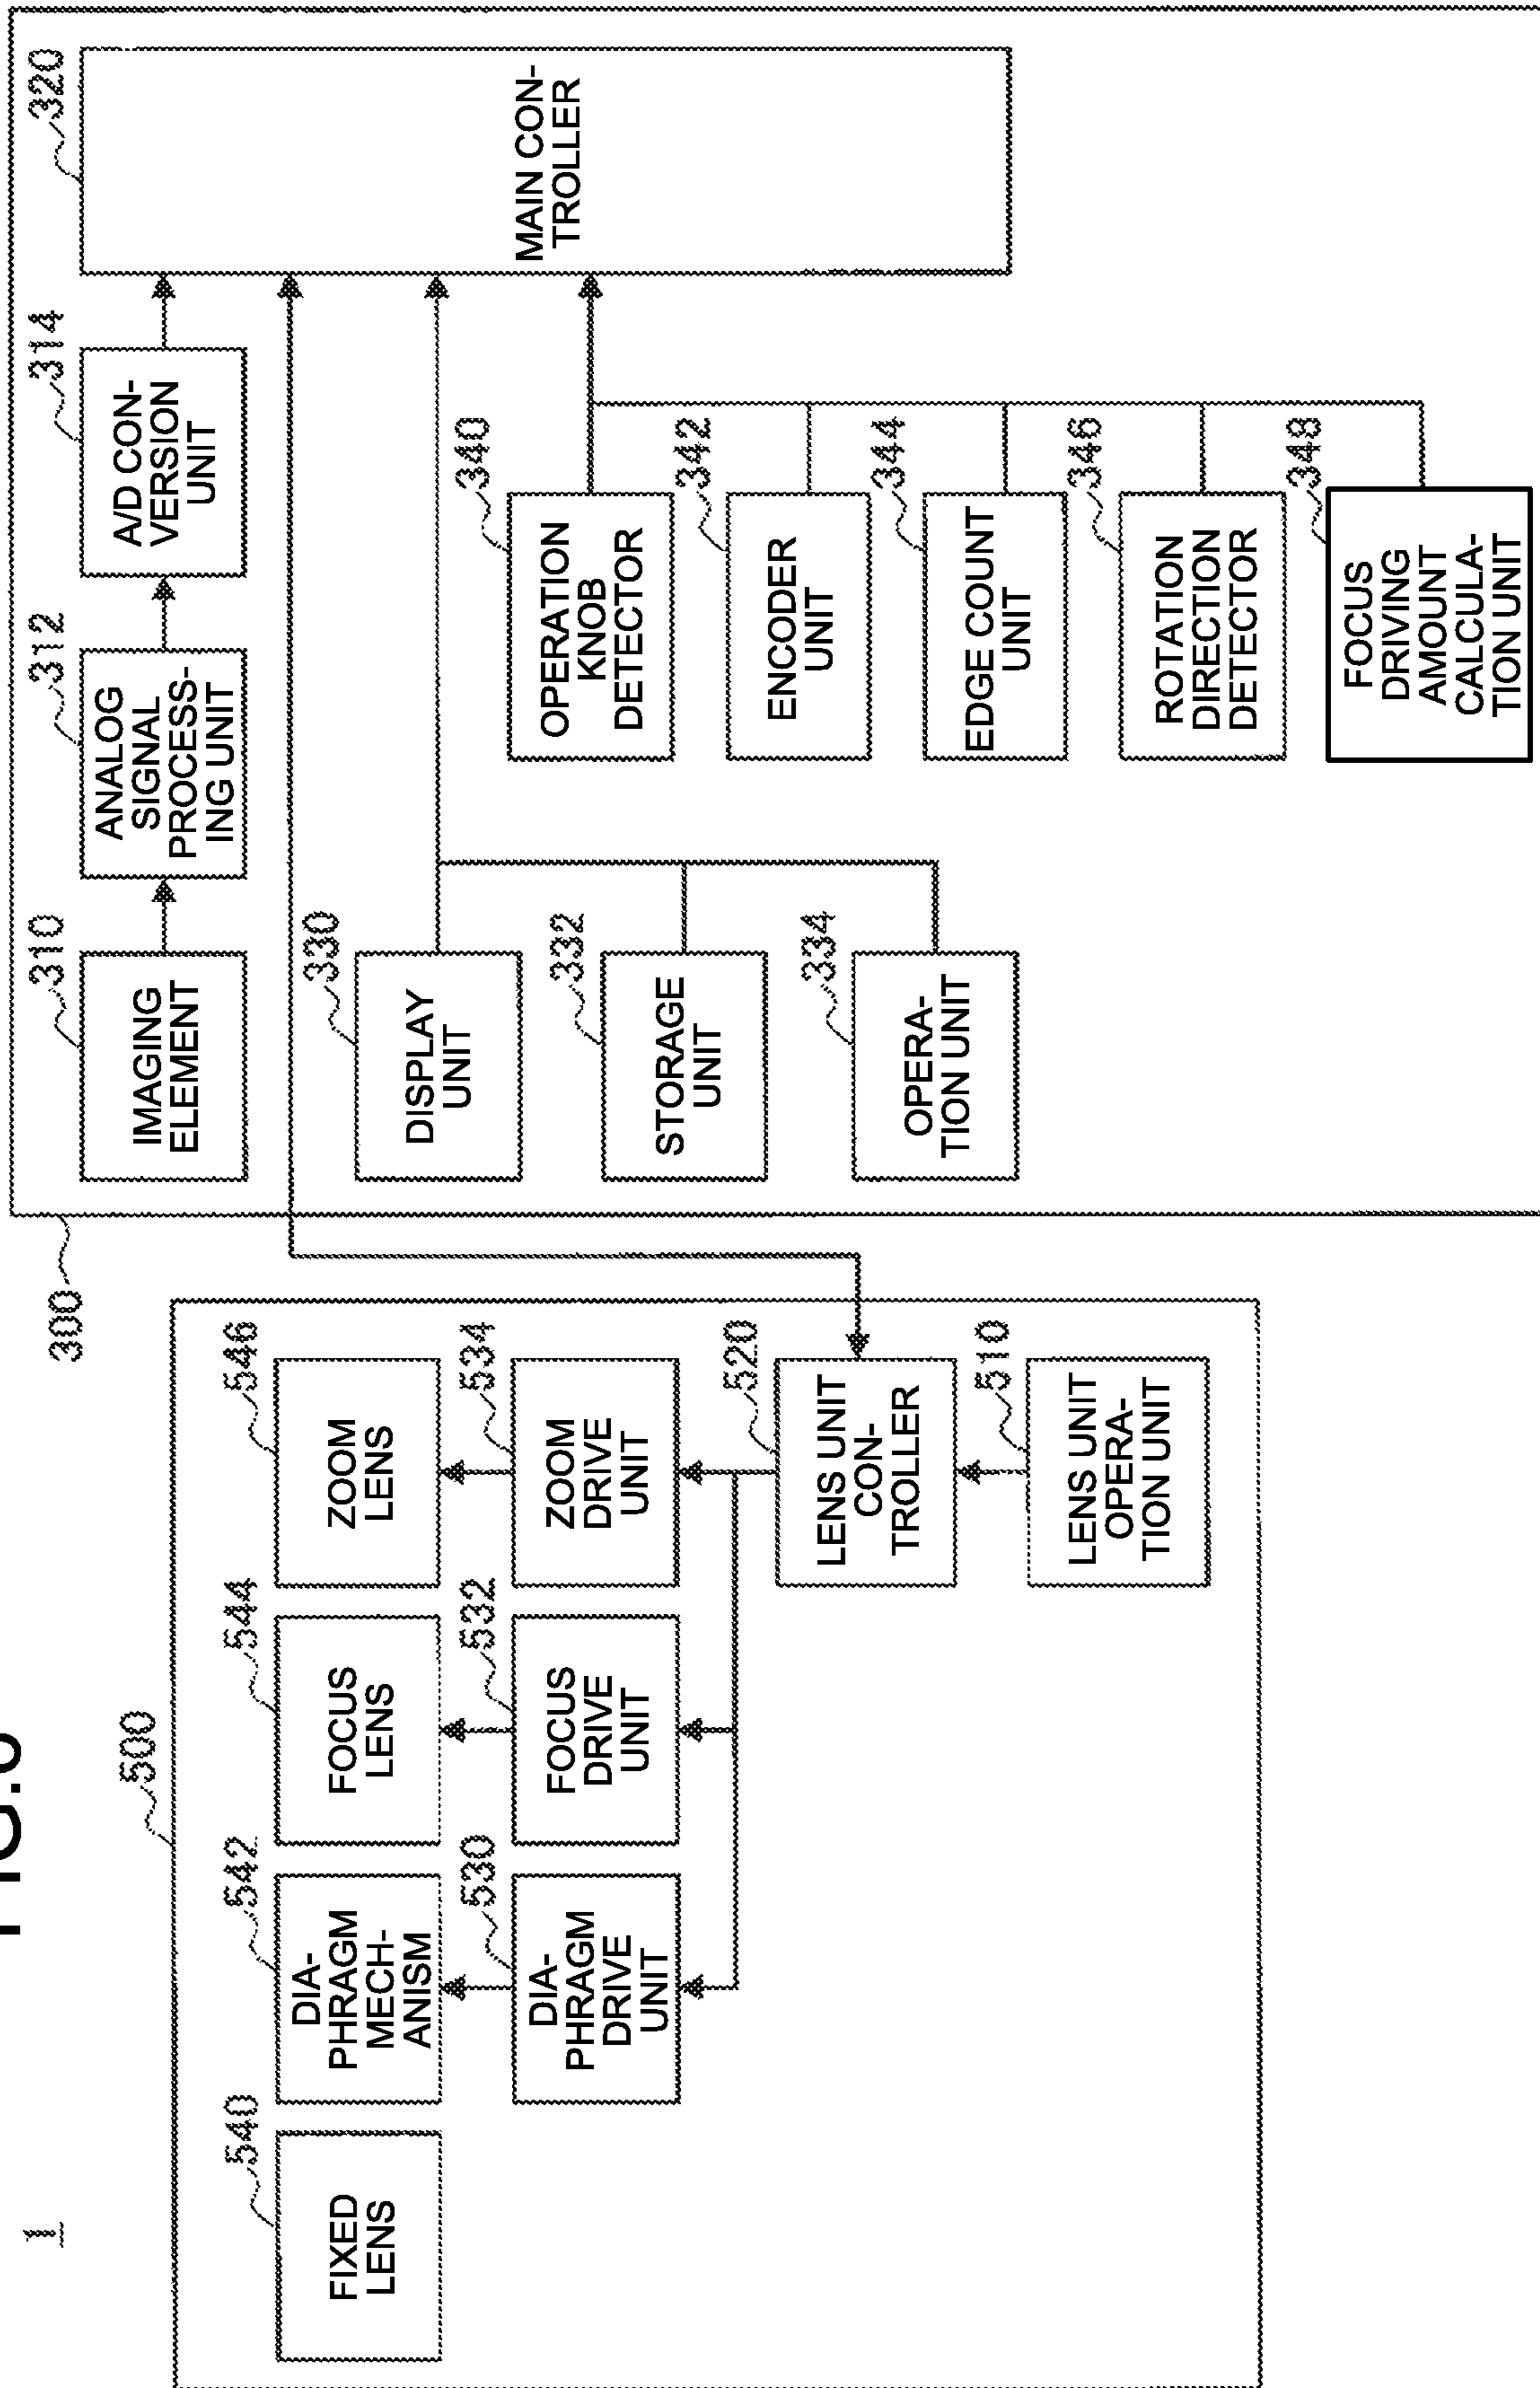 1
500
540
FIXED
LENS
542
DIA-
PHRAGM
MECH-
ANISM
544
FOCUS
LENS
546
ZOOM
LENS
530
DIA-
PHRAGM
DRIVE
UNIT
532
FOCUS
DRIVE
UNIT
534
ZOOM
DRIVE
UNIT
520
LENS UNIT
CON-
TROLLER
510
LENS UNIT
OPERA-
TION UNIT
300
310
IMAGING
ELEMENT
312
ANALOG
SIGNAL
PROCESS-
ING UNIT
314
A/D CON-
VERSION
UNIT
320
MAIN CON-
TROLLER
330
DISPLAY
UNIT
332
STORAGE
UNIT
334
OPERA-
TION UNIT
340
OPERATION
KNOB
DETECTOR
342
ENCODER
UNIT
344
EDGE COUNT
UNIT
346
ROTATION
DIRECTION
DETECTOR
348
FOCUS
DRIVING
AMOUNT
CALCULA-
TION UNIT